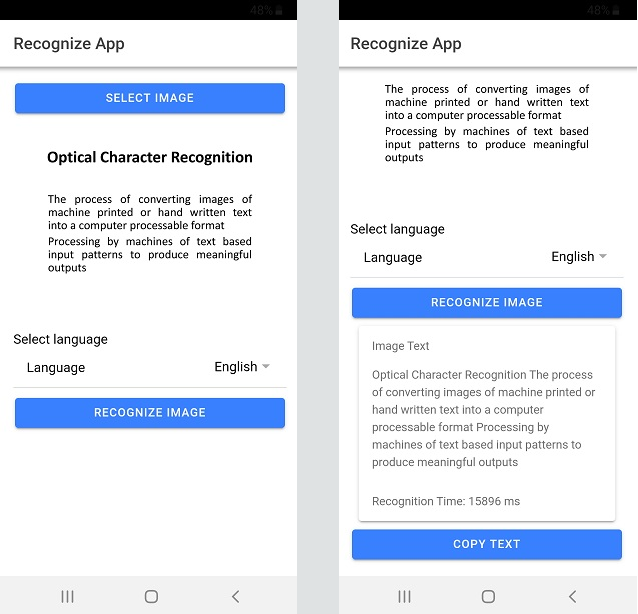 48%
Recognize App
SELECT IMAGE
Optical Character Recognition
The process of converting images of
machine printed or hand written text
into a computer processable format
Processing by machines of text based
input patterns to produce meaningful
outputs
Select language
Language English
RECOGNIZE IMAGE
48%
Recognize App
The process of converting images of
machine printed or hand written text
into a computer processable format
Processing by machines of text based
input patterns to produce meaningful
outputs
Select language
Language English
RECOGNIZE IMAGE
Image Text
Optical Character Recognition The process
of converting images of machine printed or
hand written text into a computer
processable format Processing by
machines of text based input patterns to
produce meaningful outputs
Recognition Time: 15896 ms
COPY TEXT